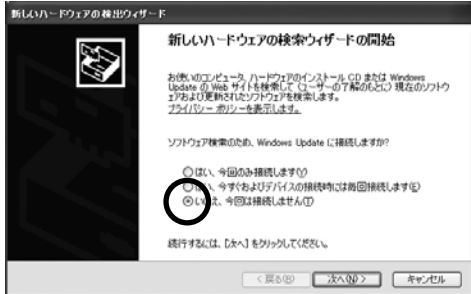 新しいハードウェアの検出ウィザード
新しいハードウェアの検索ウィザードの開始
お使いのコンピュータ、ハードウェアのインストール CD または Windows
Update の Web サイトを検索して (ユーザーの了解のもとに) 現在のソフトウ
ェアおよび更新されたソフトウェアを検索します。
プライバシー ポリシーを表示します。
ソフトウェア検索のため、Windows Update に接続しますか?
はい、今回のみ接続します(Y)
はい、今すぐおよびデバイスの接続時には毎回接続します(E)
いいえ、今回は接続しません(T)
続行するには、[次へ] をクリックしてください。
< 戻る(B)
次へ(N) >
キャンセル